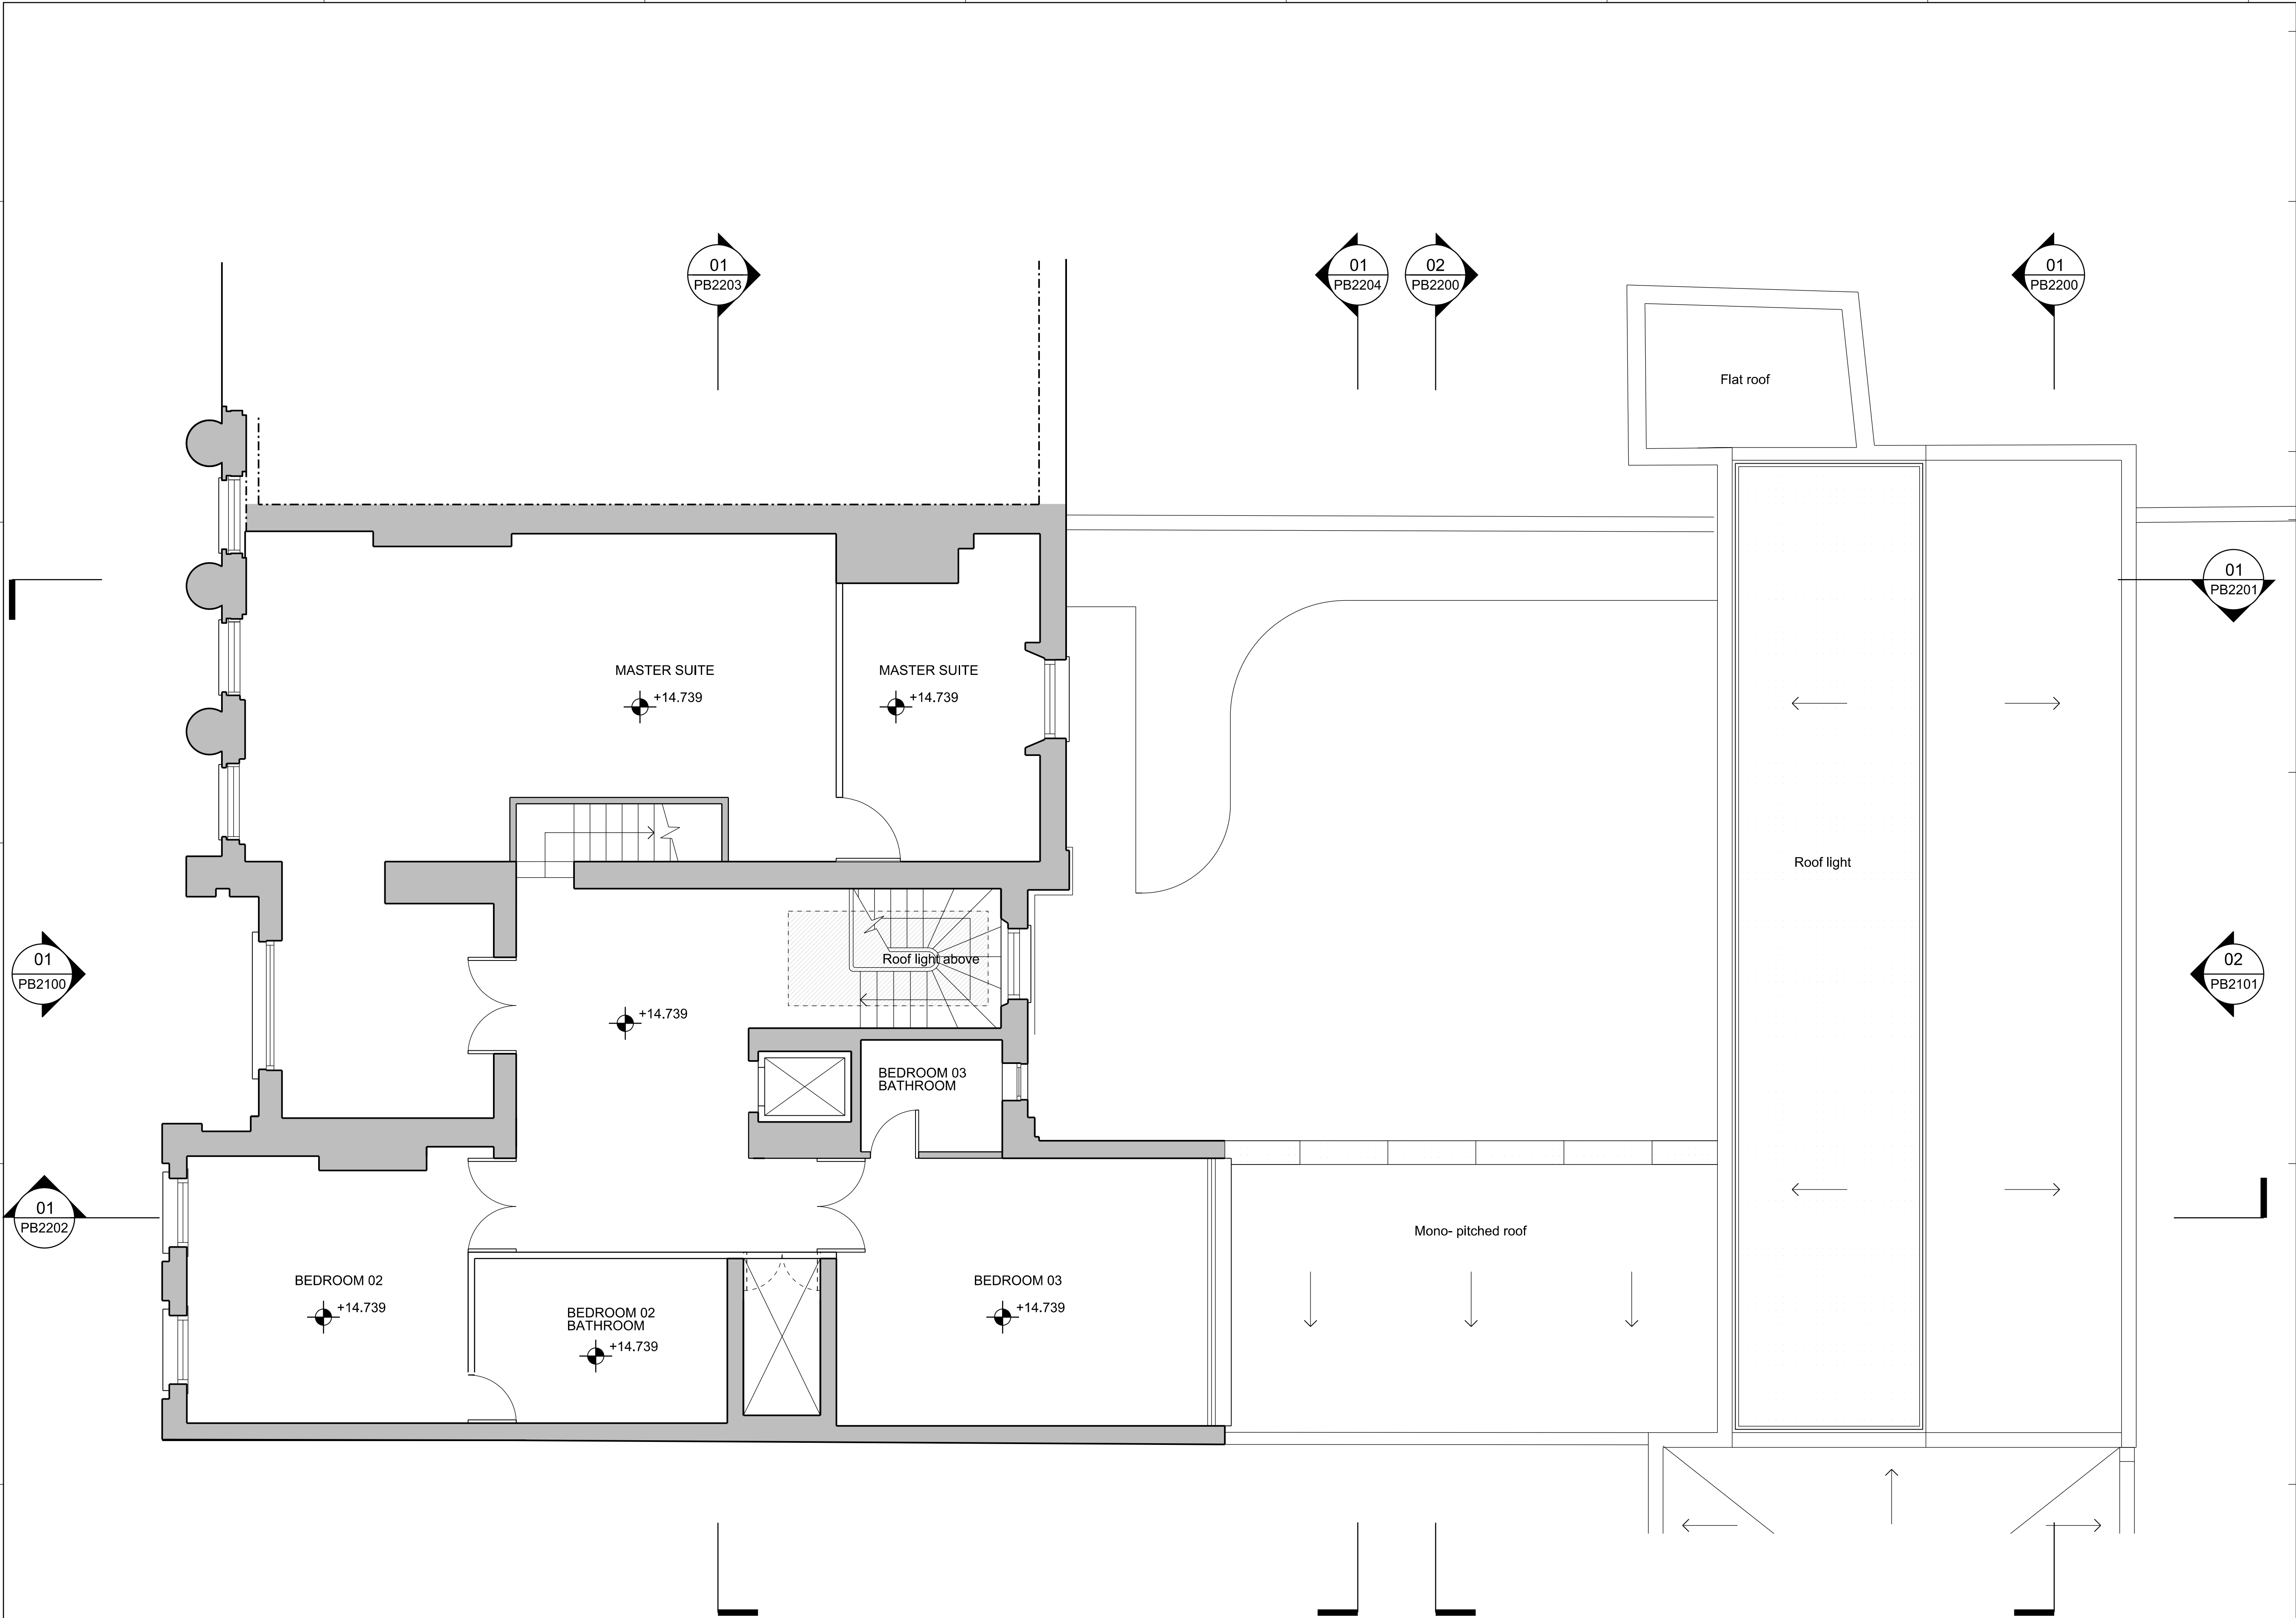 01
PB2203
01
PB2204
02
PB2200
01
PB2200
Flat roof
01
PB2201
MASTER SUITE
+14.739
MASTER SUITE
+14.739
Roof light
01
PB2100
Roof light above
02
PB2101
+14.739
BEDROOM 03
BATHROOM
01
PB2202
Mono- pitched roof
BEDROOM 02
+14.739
BEDROOM 02
BATHROOM
+14.739
BEDROOM 03
+14.739